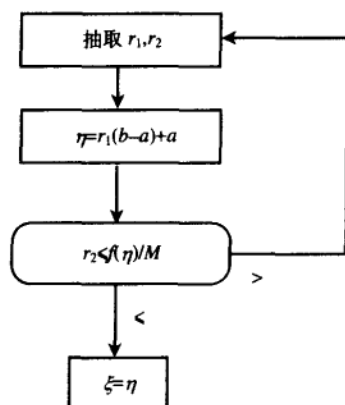 抽取 r₁,r₂
η=r₁(b−a)+a
r₂⩽f(η)/M
>
⩽
ξ=η